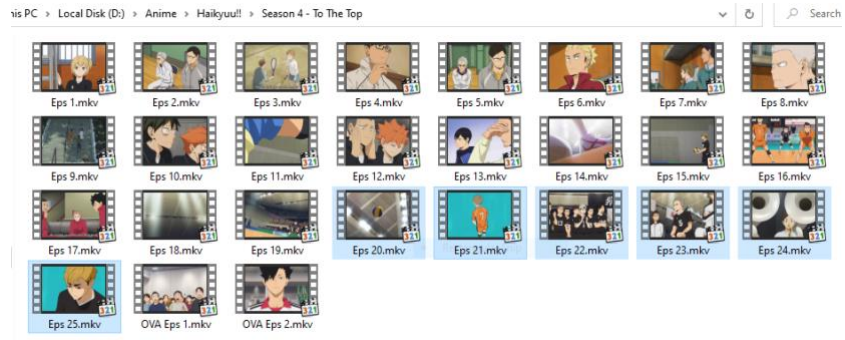 his PC > Local Disk (D:) > Anime > Haikyuu!! > Season 4 - To The Top Search
Eps 1.mkv Eps 2.mkv Eps 3.mkv Eps 4.mkv Eps 5.mkv Eps 6.mkv Eps 7.mkv Eps 8.mkv
Eps 9.mkv Eps 10.mkv Eps 11.mkv Eps 12.mkv Eps 13.mkv Eps 14.mkv Eps 15.mkv Eps 16.mkv
Eps 17.mkv Eps 18.mkv Eps 19.mkv Eps 20.mkv Eps 21.mkv Eps 22.mkv Eps 23.mkv Eps 24.mkv
Eps 25.mkv OVA Eps 1.mkv OVA Eps 2.mkv